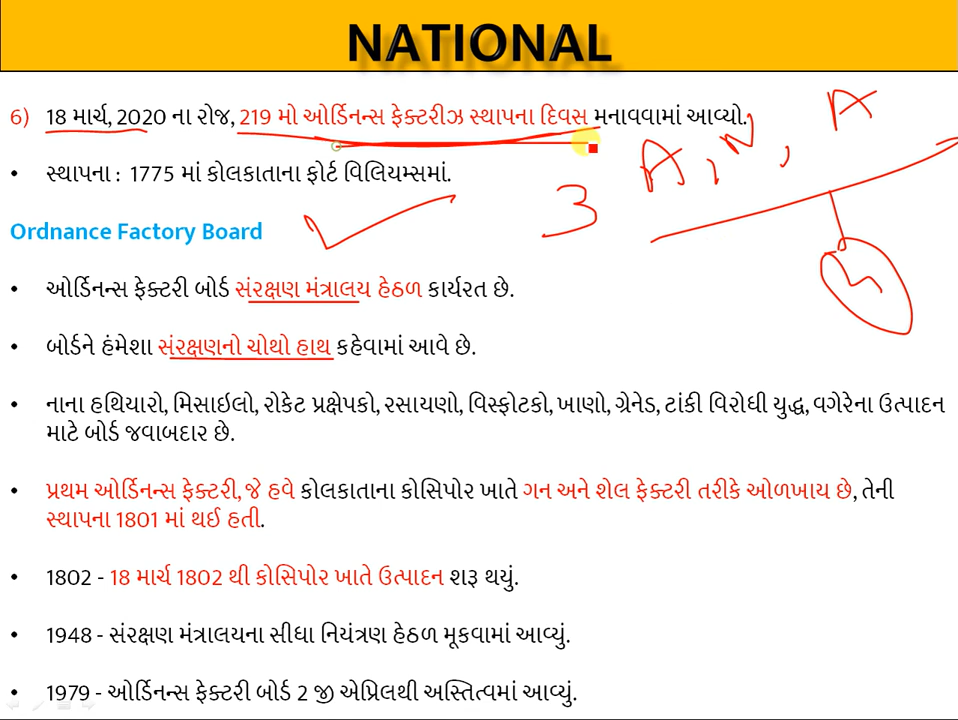 NATIONAL
6) 18 માર્ચ, 2020 ના રોજ, 219 મો ઓર્ડિનન્સ ફેક્ટરીઝ સ્થાપના દિવસ મનાવવામાં આવ્યો.
• સ્થાપના : 1775 માં કોલકાતાના ફોર્ટ વિલિયમ્સમાં.
3 A, N, A
Ordnance Factory Board
• ઓર્ડિનન્સ ફેક્ટરી બોર્ડ સંરક્ષણ મંત્રાલય હેઠળ કાર્યરત છે.
• બોર્ડને હંમેશા સંરક્ષણનો ચોથો હાથ કહેવામાં આવે છે.
• નાના હથિયારો, મિસાઇલો, રોકેટ પ્રક્ષેપકો, રસાયણો, વિસ્ફોટકો, ખાણો, ગ્રેનેડ, ટાંકી વિરોધી યુદ્ધ, વગેરેના ઉત્પાદન
માટે બોર્ડ જવાબદાર છે.
• પ્રથમ ઓર્ડિનન્સ ફેક્ટરી, જે હવે કોલકાતાના કોસિપોર ખાતે ગન અને શેલ ફેક્ટરી તરીકે ઓળખાય છે, તેની
સ્થાપના 1801 માં થઈ હતી.
• 1802 - 18 માર્ચ 1802 થી કોસિપોર ખાતે ઉત્પાદન શરૂ થયું.
• 1948 - સંરક્ષણ મંત્રાલયના સીધા નિયંત્રણ હેઠળ મૂકવામાં આવ્યું.
• 1979 - ઓર્ડિનન્સ ફેક્ટરી બોર્ડ 2 જી એપ્રિલથી અસ્તિત્વમાં આવ્યું.